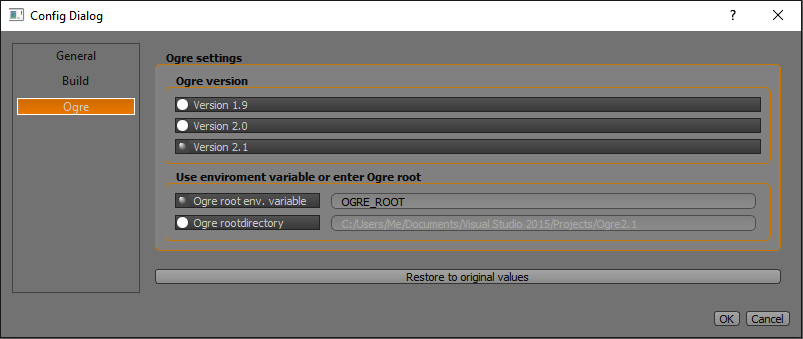 Config Dialog
General
Build
Ogre
Ogre settings
Ogre version
Version 1.9
Version 2.0
Version 2.1
Use enviroment variable or enter Ogre root
Ogre root env. variable OGRE_ROOT
Ogre rootdirectory C:/Users/Me/Documents/Visual Studio 2015/Projects/Ogre2.1
Restore to original values
OK Cancel